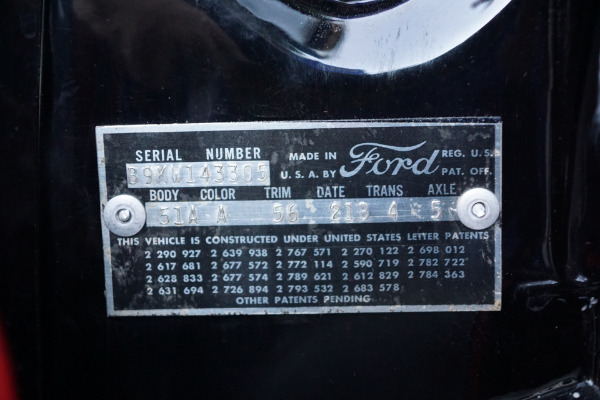 SERIAL NUMBER MADE IN Ford REG. U.S.
B9KW143305 U.S.A. BY PAT. OFF.
BODY COLOR TRIM DATE TRANS AXLE
31A A 56 21B 4 5
THIS VEHICLE IS CONSTRUCTED UNDER UNITED STATES LETTER PATENTS
2 290 927 2 639 938 2 767 571 2 270 122 2 698 012
2 617 681 2 677 572 2 772 114 2 590 719 2 782 722
2 628 833 2 677 574 2 789 621 2 612 829 2 784 363
2 631 694 2 726 894 2 793 532 2 683 578
OTHER PATENTS PENDING